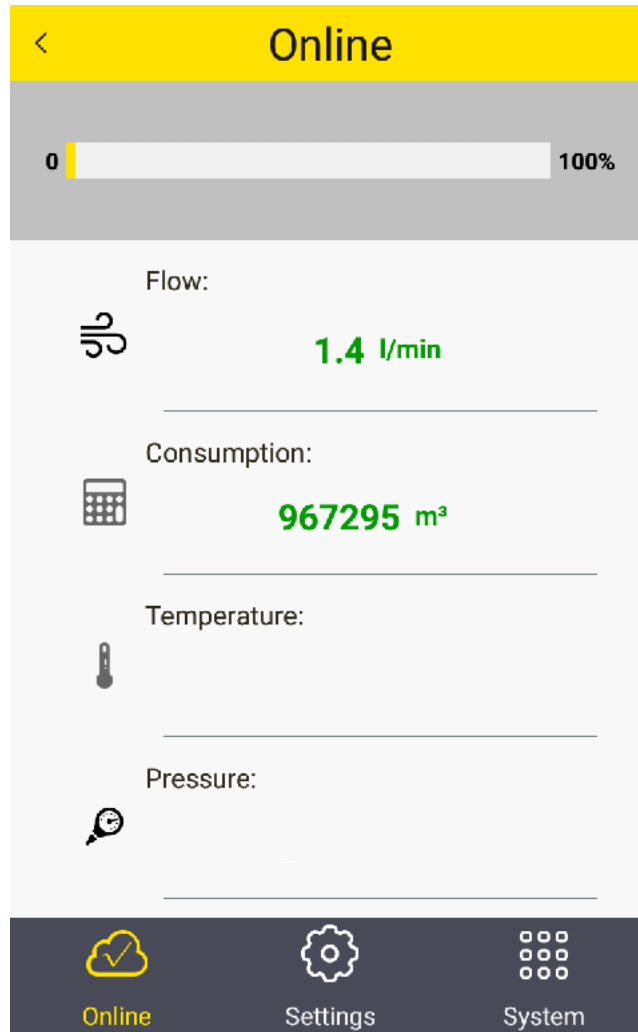 Online
0 100%
Flow:
1.4 l/min
Consumption:
967295 m³
Temperature:
Pressure:
Online Settings System